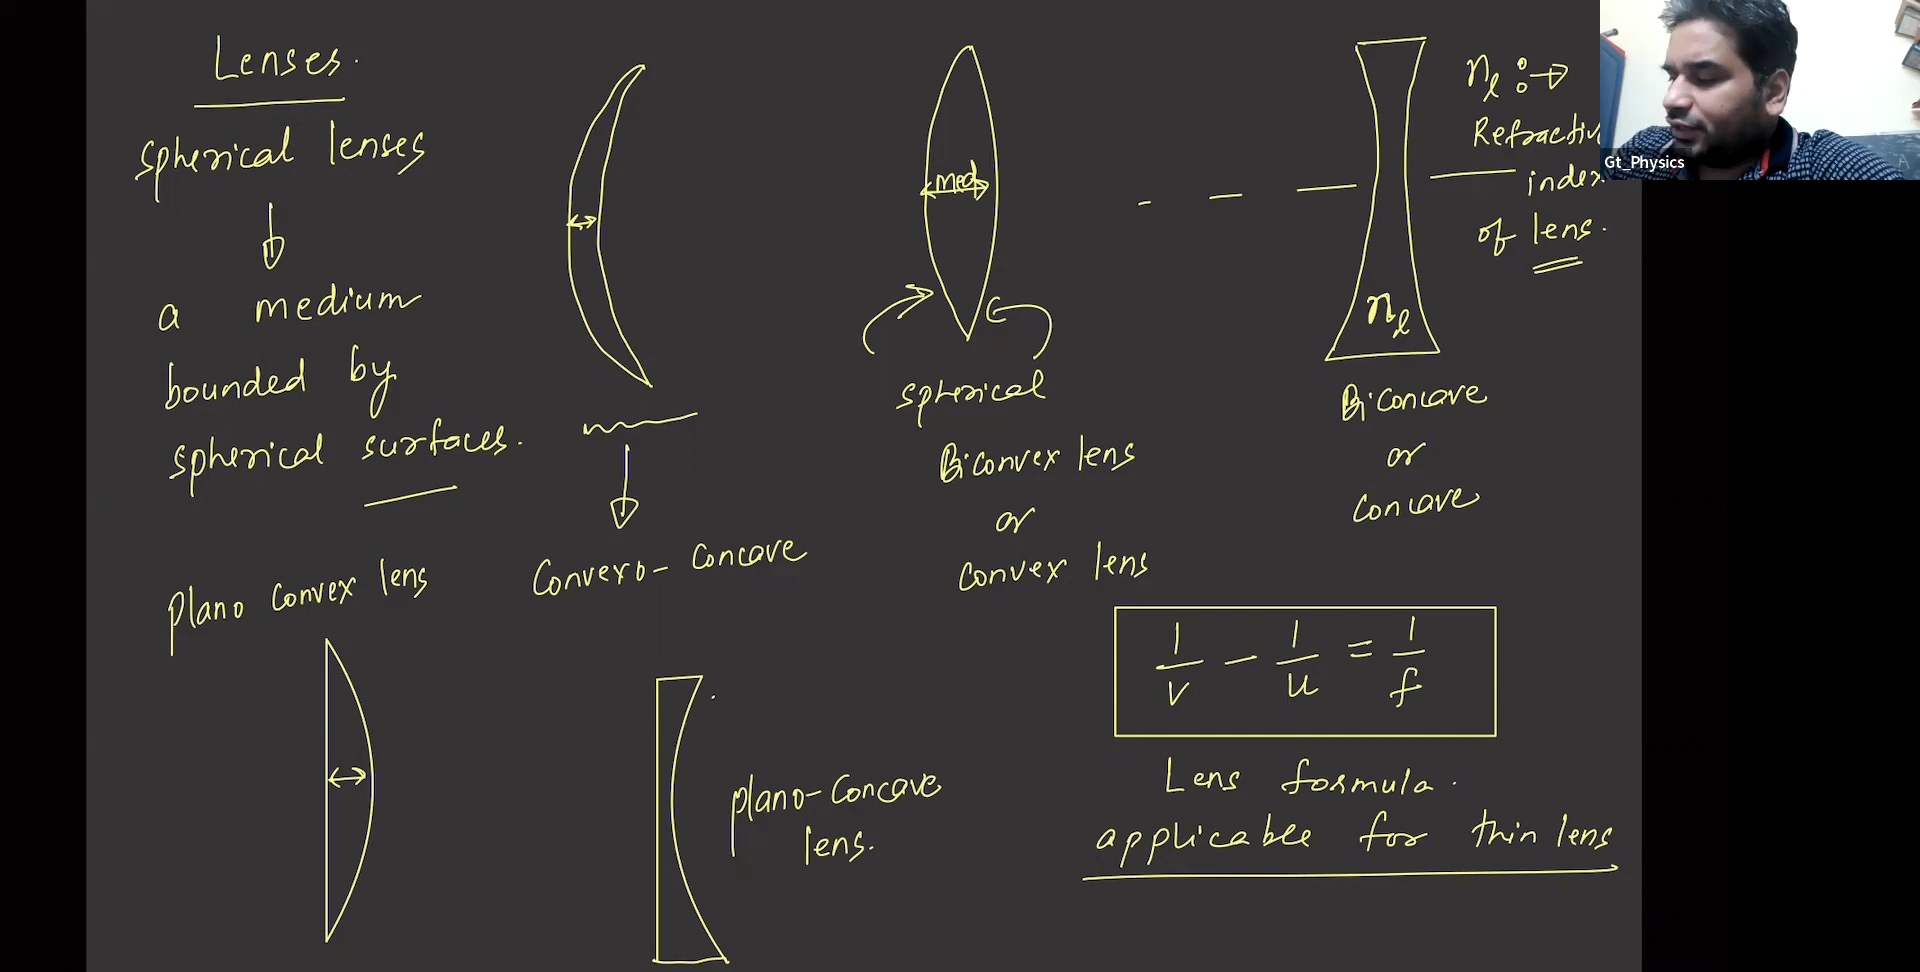 Lenses.
spherical lenses
a medium
bounded by
spherical surfaces.
Convexo-Concave
med
spherical
Biconvex lens
or
Convex lens
nℓ
Biconcave
or
Concave
nℓ :→
Refractiv
index
of lens.
Gt_Physics
plano convex lens
plano-Concave
lens.
1/v - 1/u = 1/f
Lens formula.
applicable for thin lens